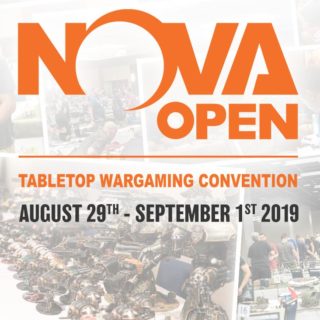 NOVA
OPEN
TABLETOP WARGAMING CONVENTION
AUGUST 29TH - SEPTEMBER 1ST 2019